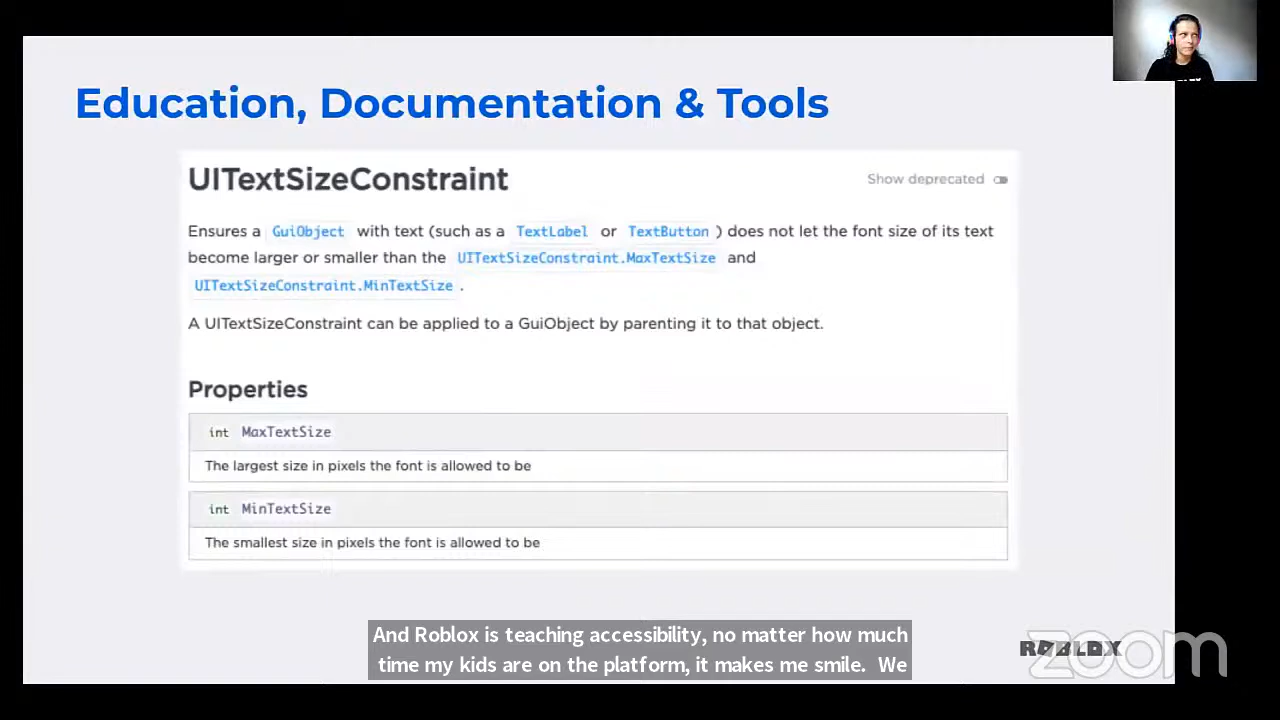 Education, Documentation & Tools
UITextSizeConstraint
Show deprecated
Ensures a GuiObject with text (such as a TextLabel or TextButton ) does not let the font size of its text
become larger or smaller than the UITextSizeConstraint.MaxTextSize and
UITextSizeConstraint.MinTextSize .
A UITextSizeConstraint can be applied to a GuiObject by parenting it to that object.
Properties
int MaxTextSize
The largest size in pixels the font is allowed to be
int MinTextSize
The smallest size in pixels the font is allowed to be
And Roblox is teaching accessibility, no matter how much
time my kids are on the platform, it makes me smile. We
ROBLOX
zoom